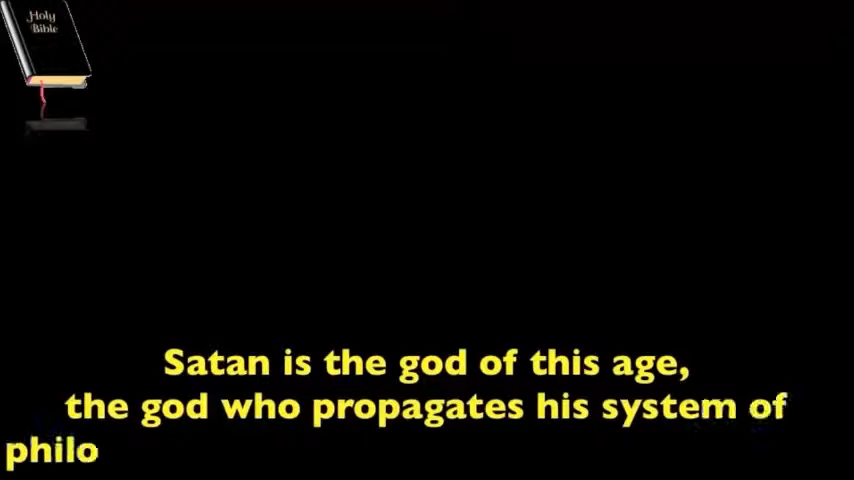 Holy
Bible
Satan is the god of this age,
the god who propagates his system of
philo